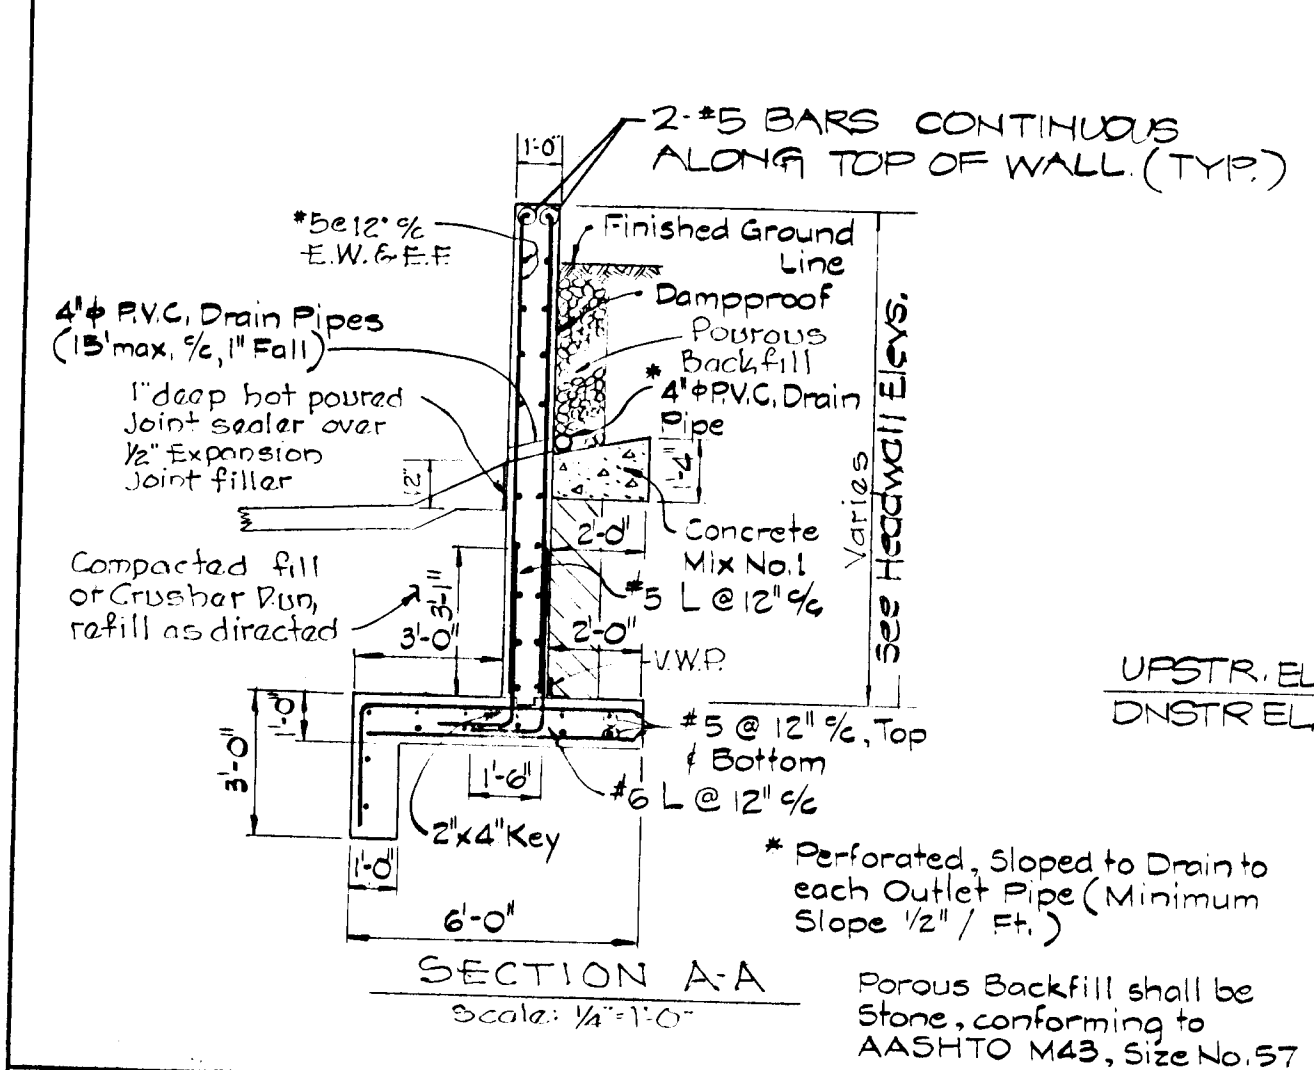 2-#5 BARS CONTINUOUS
ALONG TOP OF WALL. (TYP.)
1'-0"
#5@12" c/c
E.W. & E.F.
Finished Ground
Line
Dampproof
4"ϕ P.V.C. Drain Pipes
(15'max. c/c, 1" Fall)
Pourous
Backfill
* 4"ϕ P.V.C. Drain
Pipe
1" deep hot poured
Joint sealer over
1/2" Expansion
Joint filler
12"
1'-4"
Varies
See Headwall Elevs.
2'-0"
Concrete
Mix No.1
Compacted fill
or Crusher Run,
refill as directed
3'-1"
#5 L @ 12" c/c
3'-0"
2'-0"
V.W.P.
UPSTR. EL
DNSTR EL.
1'-0"
3'-0"
#5 @ 12" c/c, Top
& Bottom
1'-6"
#6 L @ 12" c/c
2"x4" Key
1'-0"
6'-0"
* Perforated, Sloped to Drain to
each Outlet Pipe (Minimum
Slope 1/2" / Ft.)
SECTION A-A
Scale: 1/4"=1'-0"
Porous Backfill shall be
Stone, conforming to
AASHTO M43, Size No. 57